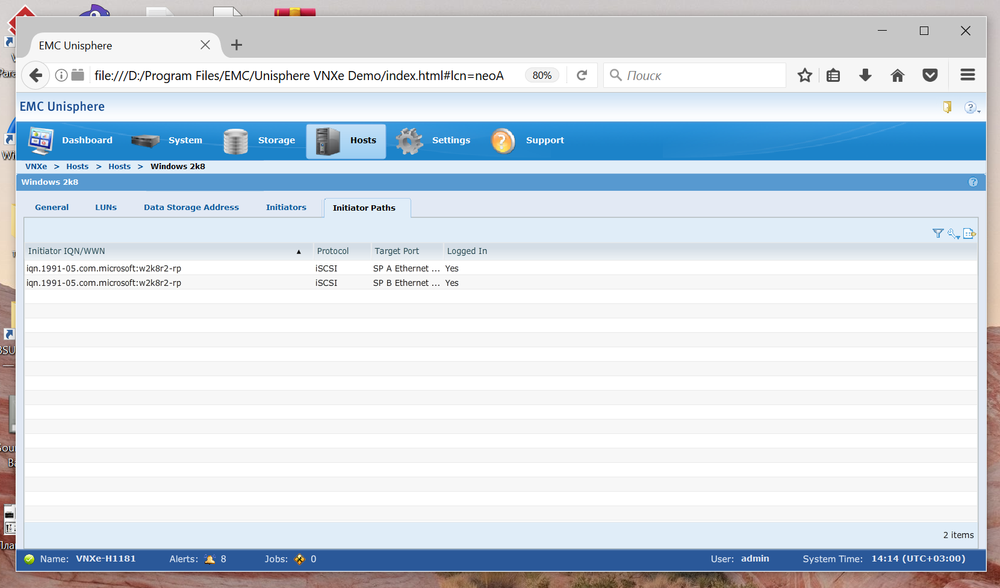 EMC Unisphere
file:///D:/Program Files/EMC/Unisphere VNXe Demo/index.html#lcn=neoA
80%
Поиск
EMC Unisphere
Dashboard
System
Storage
Hosts
Settings
Support
VNXe > Hosts > Hosts > Windows 2k8
Windows 2k8
General
LUNs
Data Storage Address
Initiators
Initiator Paths
Initiator IQN/WWN Protocol Target Port Logged In
iqn.1991-05.com.microsoft:w2k8r2-rp iSCSI SP A Ethernet ... Yes
iqn.1991-05.com.microsoft:w2k8r2-rp iSCSI SP B Ethernet ... Yes
2 items
Name: VNXe-H1181 Alerts: 8 Jobs: 0 User: admin System Time: 14:14 (UTC+03:00)